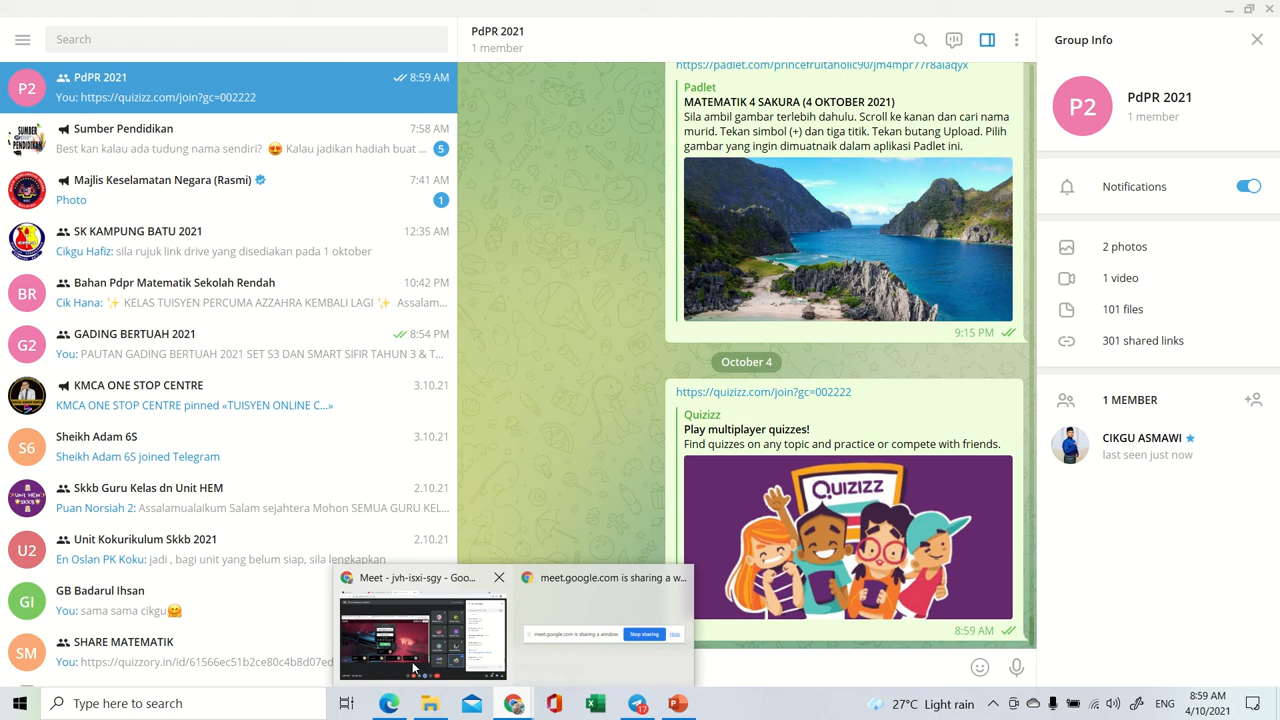 Search
PdPR 2021
8:59 AM
You: https://quizizz.com/join?gc=002222
P2
Sumber Pendidikan
7:58 AM
Best kan kalau ada tudung nama sendiri? 😍 Kalau jadikan hadiah buat ...
5
Majlis Keselamatan Negara (Rasmi)
7:41 AM
Photo
1
SK KAMPUNG BATU 2021
12:35 AM
Cikgu Hafiz: sila rujuk link drive yang disediakan pada 1 oktober
BR
Bahan Pdpr Matematik Sekolah Rendah
10:42 PM
Cik Hana: ✨ KELAS TUISYEN PERCUMA AZZAHRA KEMBALI LAGI ✨ Assalam...
G2
GADING BERTUAH 2021
8:54 PM
You: PAUTAN GADING BERTUAH 2021 SET S3 DAN SMART SIFIR TAHUN 3 & T...
KMCA ONE STOP CENTRE
3.10.21
KMCA ONE STOP CENTRE pinned «TUISYEN ONLINE C...»
S6
Sheikh Adam 6S
3.10.21
Sheikh Adam 6S joined Telegram
Skkb Guru Kelas dn Unit HEM
2.10.21
Puan Norsiah 2: Assalamualaikum Salam sejahtera Mohon SEMUA GURU KEL...
U2
Unit Kokurikulum Skkb 2021
2.10.21
En Oslan PK Koku: Jadi , bagi unit yang belum siap, sila lengkapkan
GI
GB Badrul Ihsan
You: sama sama cikgu🤗
SM
SHARE MATEMATIK
PdPR 2021
1 member
https://padlet.com/princefruitaholic90/jm4mpr77r8aiaqyx
Padlet
MATEMATIK 4 SAKURA (4 OKTOBER 2021)
Sila ambil gambar terlebih dahulu. Scroll ke kanan dan cari nama
murid. Tekan simbol (+) dan tiga titik. Tekan butang Upload. Pilih
gambar yang ingin dimuatnaik dalam aplikasi Padlet ini.
9:15 PM
October 4
https://quizizz.com/join?gc=002222
Quizizz
Play multiplayer quizzes!
Find quizzes on any topic and practice or compete with friends.
QUIZIZZ
8:59 AM
Group Info
P2
PdPR 2021
1 member
Notifications
2 photos
1 video
101 files
301 shared links
1 MEMBER
CIKGU ASMAWI
last seen just now
Meet - jvh-isxi-sgy - Goo...
meet.google.com is sharing a w...
meet.google.com is sharing a window.
Stop sharing
Hide
Type here to search
17
27°C Light rain
ENG
8:59 AM
4/10/2021